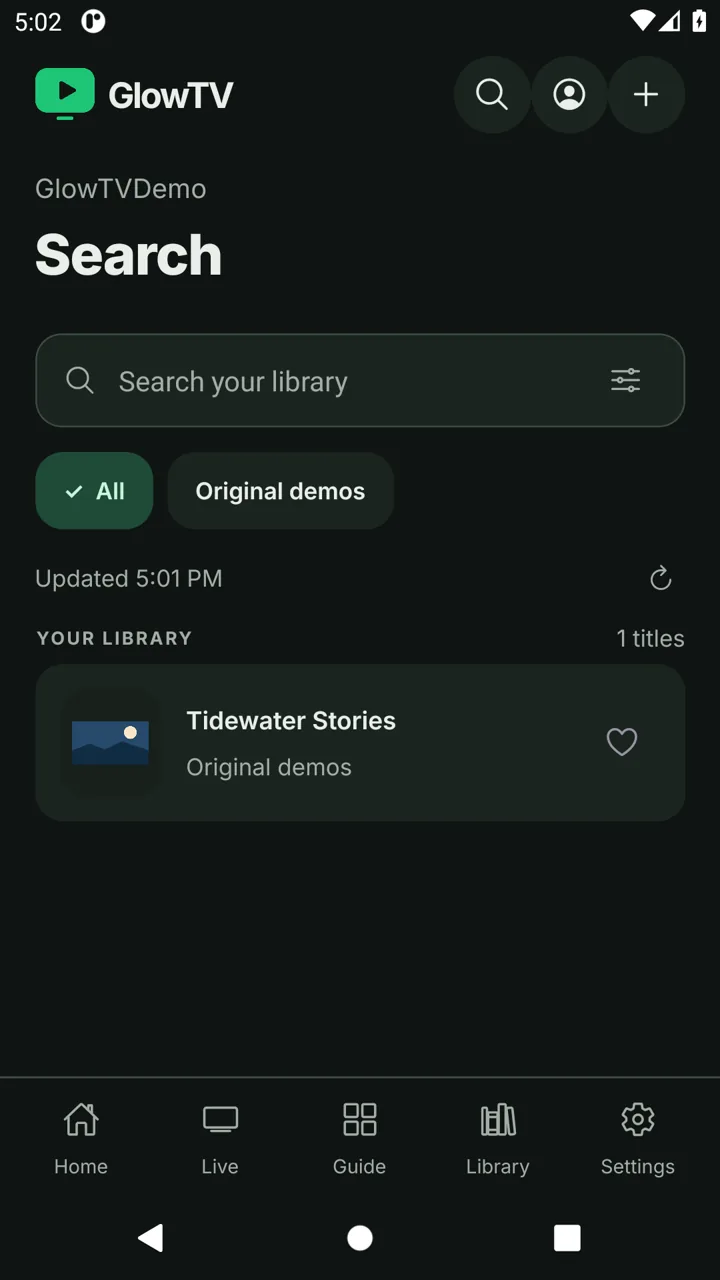 5:02
GlowTV
GlowTVDemo
Search
Search your library
All
Original demos
Updated 5:01 PM
YOUR LIBRARY
1 titles
Tidewater Stories
Original demos
Home
Live
Guide
Library
Settings